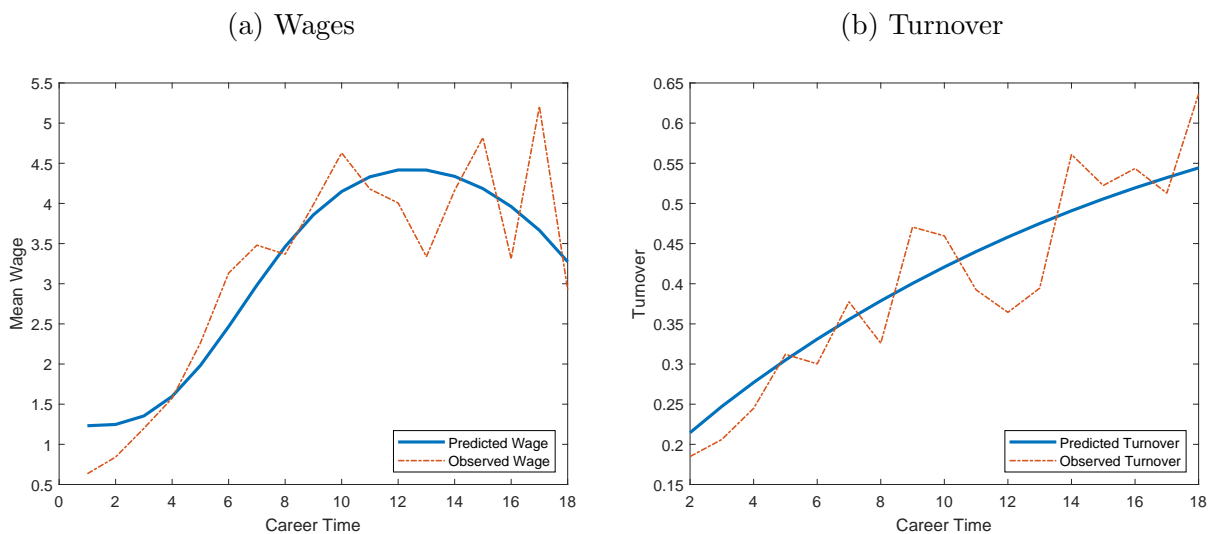 (a) Wages
5.5
5
4.5
4
3.5
3
2.5
2
1.5
1
0.5
Mean Wage
0 2 4 6 8 10 12 14 16 18
Career Time
Predicted Wage
Observed Wage
(b) Turnover
0.65
0.6
0.55
0.5
0.45
0.4
0.35
0.3
0.25
0.2
0.15
Turnover
2 4 6 8 10 12 14 16 18
Career Time
Predicted Turnover
Observed Turnover